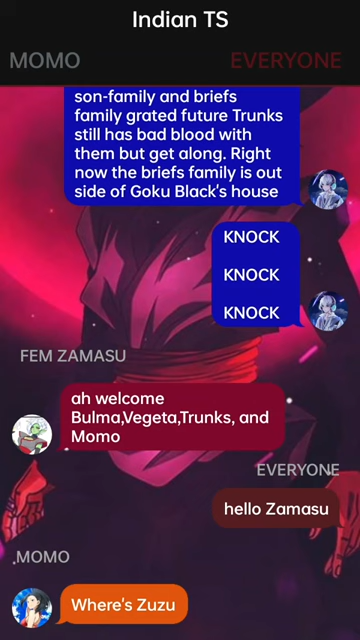 Indian TS
MOMO
EVERYONE
son-family and briefs
family grated future Trunks
still has bad blood with
them but get along. Right
now the briefs family is out
side of Goku Black's house
KNOCK
KNOCK
KNOCK
FEM ZAMASU
ah welcome
Bulma,Vegeta,Trunks, and
Momo
EVERYONE
hello Zamasu
.MOMO
Where's Zuzu